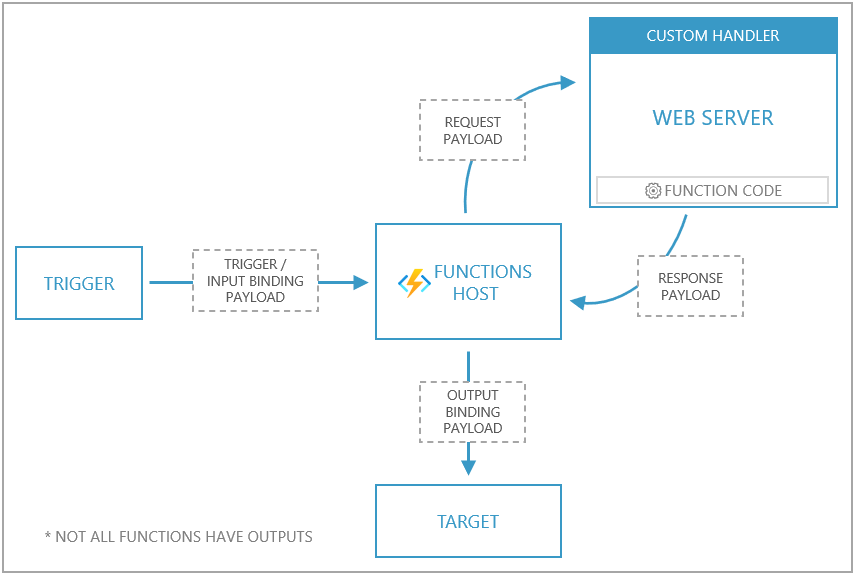 CUSTOM HANDLER
WEB SERVER
FUNCTION CODE
REQUEST
PAYLOAD
TRIGGER
TRIGGER /
INPUT BINDING
PAYLOAD
FUNCTIONS
HOST
RESPONSE
PAYLOAD
OUTPUT
BINDING
PAYLOAD
TARGET
* NOT ALL FUNCTIONS HAVE OUTPUTS